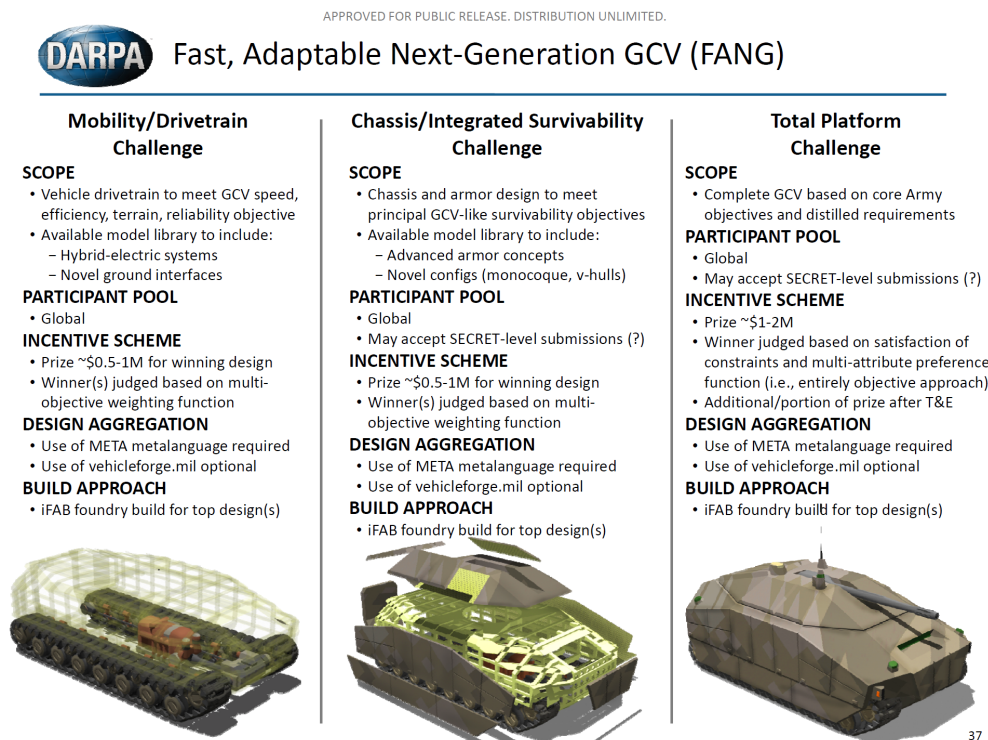 APPROVED FOR PUBLIC RELEASE. DISTRIBUTION UNLIMITED.
DARPA
Fast, Adaptable Next-Generation GCV (FANG)
Mobility/Drivetrain
Challenge
SCOPE
• Vehicle drivetrain to meet GCV speed,
efficiency, terrain, reliability objective
• Available model library to include:
– Hybrid-electric systems
– Novel ground interfaces
PARTICIPANT POOL
• Global
INCENTIVE SCHEME
• Prize ~$0.5-1M for winning design
• Winner(s) judged based on multi-
objective weighting function
DESIGN AGGREGATION
• Use of META metalanguage required
• Use of vehicleforge.mil optional
BUILD APPROACH
• iFAB foundry build for top design(s)
Chassis/Integrated Survivability
Challenge
SCOPE
• Chassis and armor design to meet
principal GCV-like survivability objectives
• Available model library to include:
– Advanced armor concepts
– Novel configs (monocoque, v-hulls)
PARTICIPANT POOL
• Global
• May accept SECRET-level submissions (?)
INCENTIVE SCHEME
• Prize ~$0.5-1M for winning design
• Winner(s) judged based on multi-
objective weighting function
DESIGN AGGREGATION
• Use of META metalanguage required
• Use of vehicleforge.mil optional
BUILD APPROACH
• iFAB foundry build for top design(s)
Total Platform
Challenge
SCOPE
• Complete GCV based on core Army
objectives and distilled requirements
PARTICIPANT POOL
• Global
• May accept SECRET-level submissions (?)
INCENTIVE SCHEME
• Prize ~$1-2M
• Winner judged based on satisfaction of
constraints and multi-attribute preference
function (i.e., entirely objective approach)
• Additional/portion of prize after T&E
DESIGN AGGREGATION
• Use of META metalanguage required
• Use of vehicleforge.mil optional
BUILD APPROACH
• iFAB foundry build for top design(s)
37